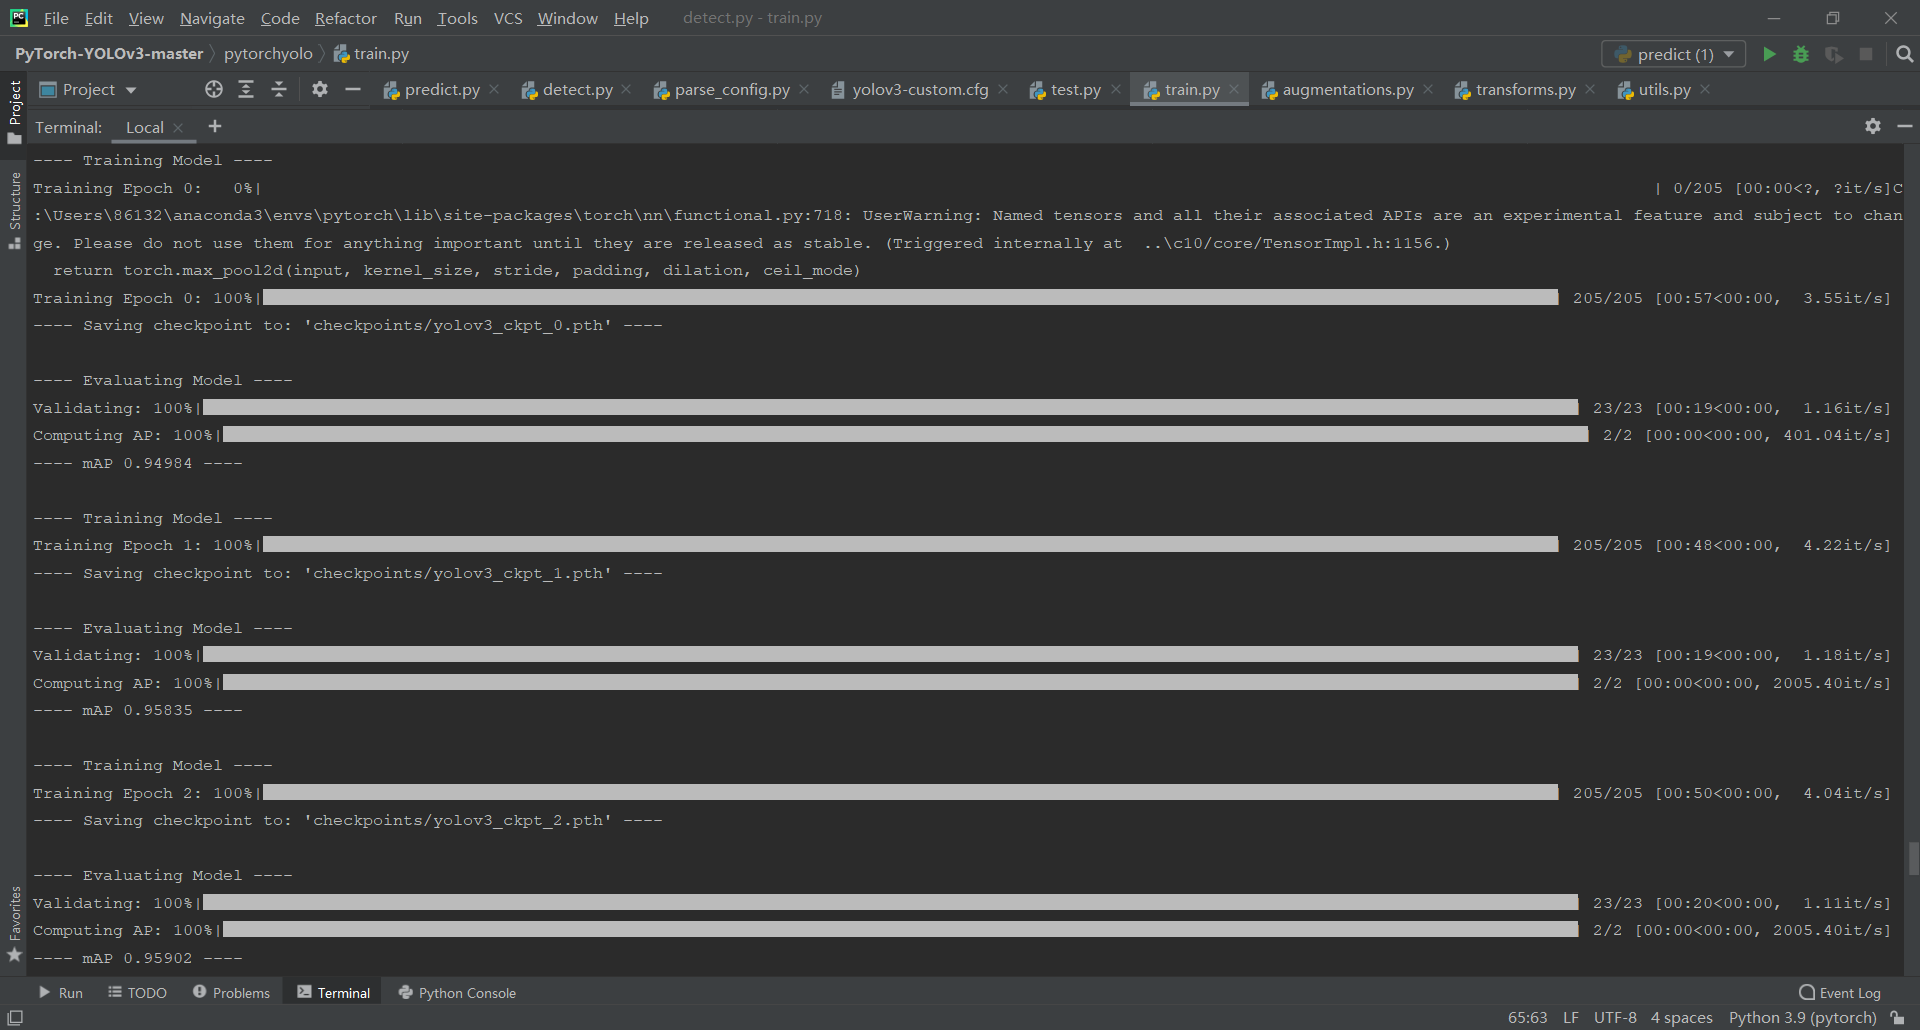 PC File Edit View Navigate Code Refactor Run Tools VCS Window Help detect.py - train.py
PyTorch-YOLOv3-master pytorchyolo train.py predict (1)
Project predict.py detect.py parse_config.py yolov3-custom.cfg test.py train.py augmentations.py transforms.py utils.py
Project
Structure
Favorites
Terminal: Local +
---- Training Model ----
Training Epoch 0:   0%| | 0/205 [00:00<?, ?it/s]C
:\Users\86132\anaconda3\envs\pytorch\lib\site-packages\torch\nn\functional.py:718: UserWarning: Named tensors and all their associated APIs are an experimental feature and subject to chan
ge. Please do not use them for anything important until they are released as stable. (Triggered internally at  ..\c10/core/TensorImpl.h:1156.)
  return torch.max_pool2d(input, kernel_size, stride, padding, dilation, ceil_mode)
Training Epoch 0: 100%| | 205/205 [00:57<00:00,  3.55it/s]
---- Saving checkpoint to: 'checkpoints/yolov3_ckpt_0.pth' ----
---- Evaluating Model ----
Validating: 100%| | 23/23 [00:19<00:00,  1.16it/s]
Computing AP: 100%| | 2/2 [00:00<00:00, 401.04it/s]
---- mAP 0.94984 ----
---- Training Model ----
Training Epoch 1: 100%| | 205/205 [00:48<00:00,  4.22it/s]
---- Saving checkpoint to: 'checkpoints/yolov3_ckpt_1.pth' ----
---- Evaluating Model ----
Validating: 100%| | 23/23 [00:19<00:00,  1.18it/s]
Computing AP: 100%| | 2/2 [00:00<00:00, 2005.40it/s]
---- mAP 0.95835 ----
---- Training Model ----
Training Epoch 2: 100%| | 205/205 [00:50<00:00,  4.04it/s]
---- Saving checkpoint to: 'checkpoints/yolov3_ckpt_2.pth' ----
---- Evaluating Model ----
Validating: 100%| | 23/23 [00:20<00:00,  1.11it/s]
Computing AP: 100%| | 2/2 [00:00<00:00, 2005.40it/s]
---- mAP 0.95902 ----
Run TODO Problems Terminal Python Console Event Log
65:63 LF UTF-8 4 spaces Python 3.9 (pytorch)